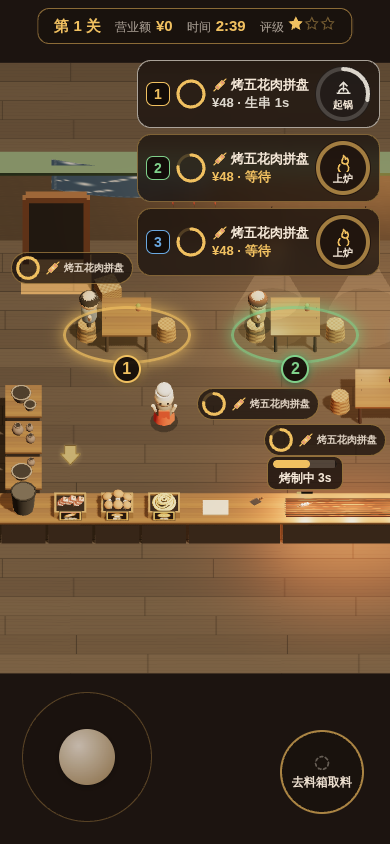 第 1 关 营业额 ¥0 时间 2:39 评级
1 烤五花肉拼盘
¥48 · 生串 1s
起锅
2 烤五花肉拼盘
¥48 · 等待
上炉
3 烤五花肉拼盘
¥48 · 等待
上炉
烤五花肉拼盘
1
2
烤五花肉拼盘
烤五花肉拼盘
烤制中 3s
去料箱取料